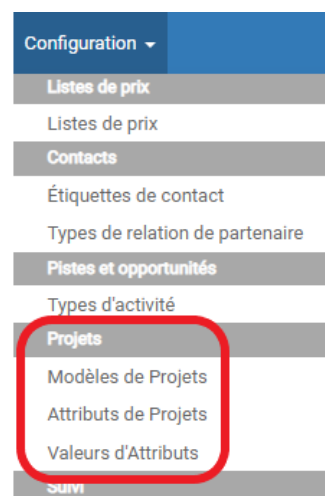 Configuration
Listes de prix
Listes de prix
Contacts
Étiquettes de contact
Types de relation de partenaire
Pistes et opportunités
Types d'activité
Projets
Modèles de Projets
Attributs de Projets
Valeurs d'Attributs
Suivi